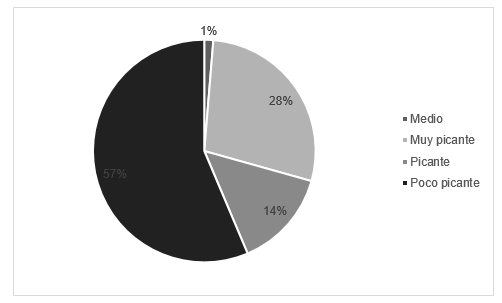 1%
28%
57%
14%
Medio
Muy picante
Picante
Poco picante